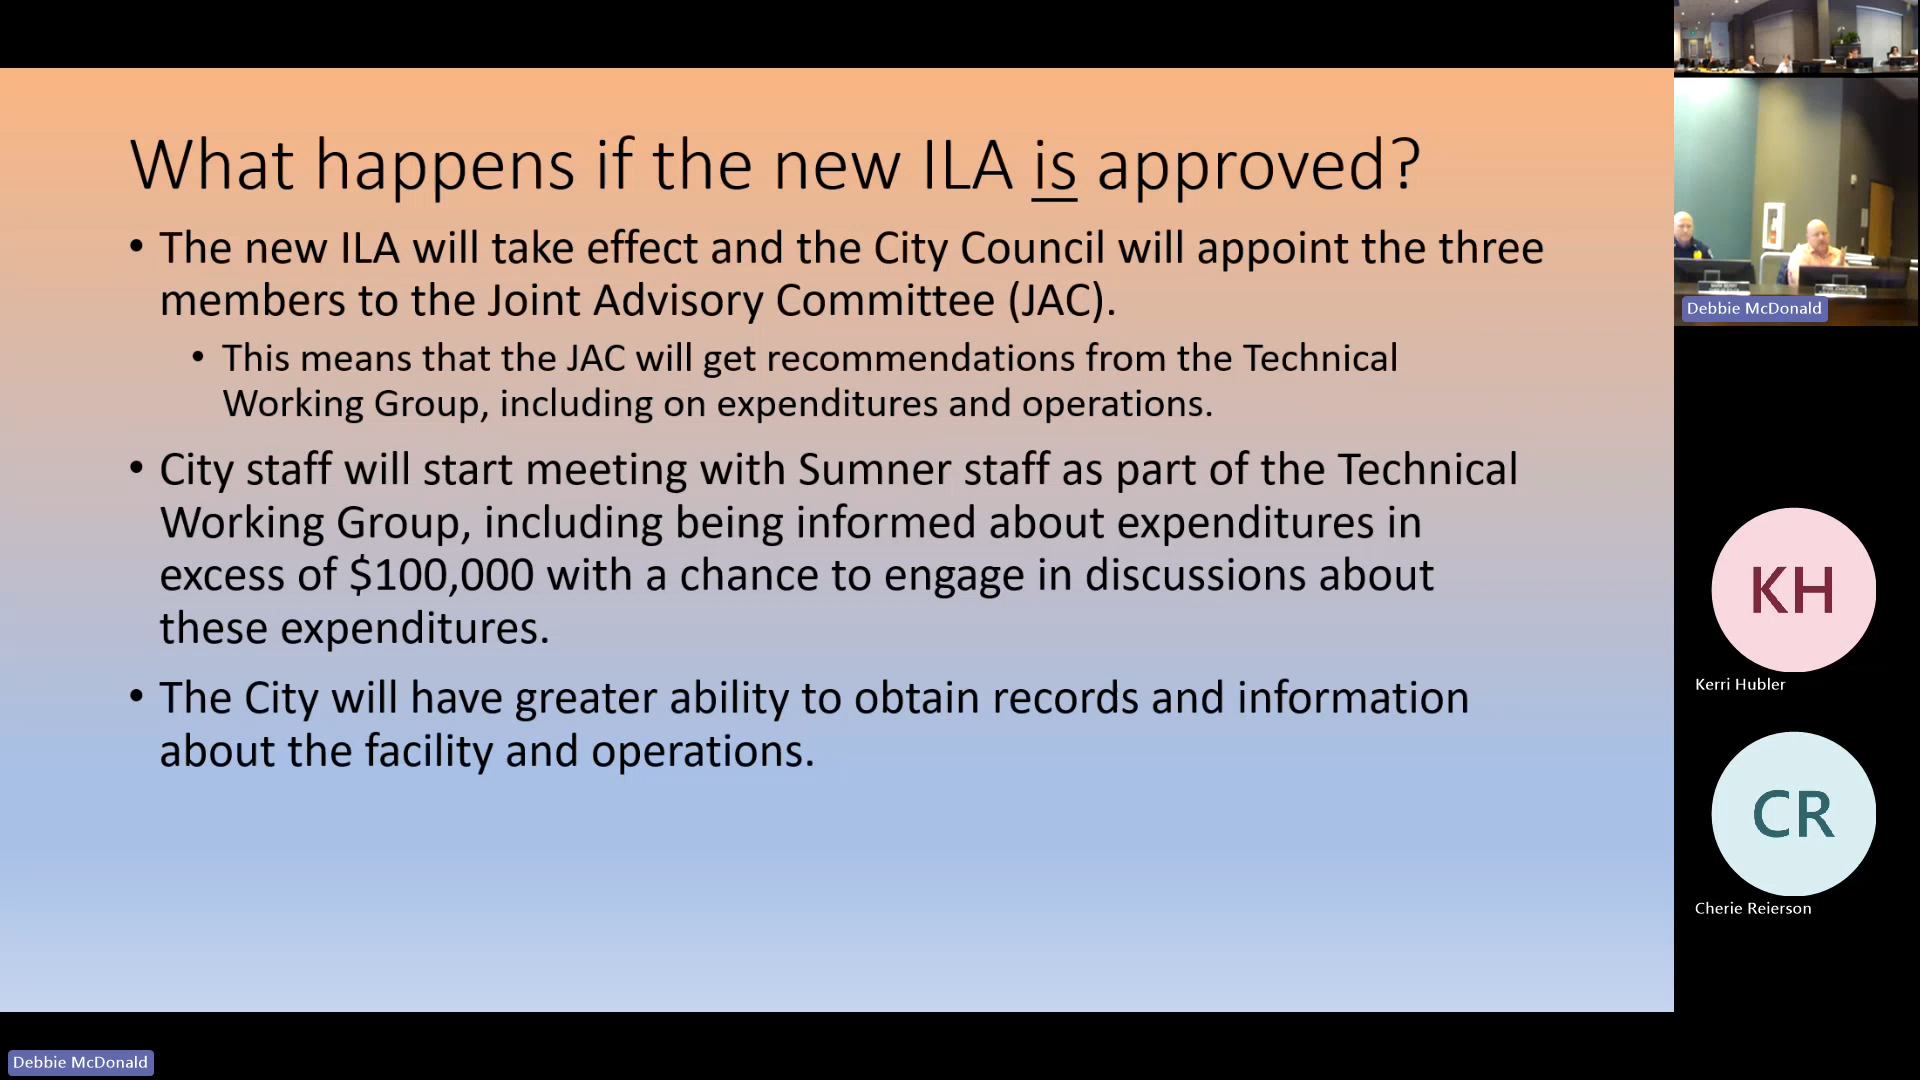 What happens if the new ILA is approved?
• The new ILA will take effect and the City Council will appoint the three
members to the Joint Advisory Committee (JAC).
• This means that the JAC will get recommendations from the Technical
Working Group, including on expenditures and operations.
• City staff will start meeting with Sumner staff as part of the Technical
Working Group, including being informed about expenditures in
excess of $100,000 with a chance to engage in discussions about
these expenditures.
• The City will have greater ability to obtain records and information
about the facility and operations.
Debbie McDonald
KH
Kerri Hubler
CR
Cherie Reierson
Debbie McDonald